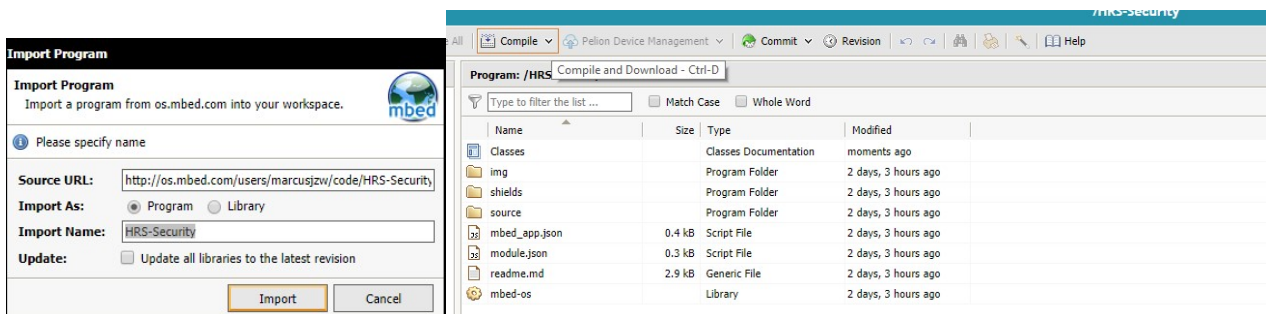 Import Program
Import Program
Import a program from os.mbed.com into your workspace.
mbed
Please specify name
Source URL: http://os.mbed.com/users/marcusjzw/code/HRS-Security
Import As: Program Library
Import Name: HRS-Security
Update: Update all libraries to the latest revision
Import Cancel
/HRS-Security
All Compile Pelion Device Management Commit Revision Help
Compile and Download - Ctrl-D
Program: /HRS
Type to filter the list ... Match Case Whole Word
Name Size Type Modified
Classes Classes Documentation moments ago
img Program Folder 2 days, 3 hours ago
shields Program Folder 2 days, 3 hours ago
source Program Folder 2 days, 3 hours ago
mbed_app.json 0.4 kB Script File 2 days, 3 hours ago
module.json 0.3 kB Script File 2 days, 3 hours ago
readme.md 2.9 kB Generic File 2 days, 3 hours ago
mbed-os Library 2 days, 3 hours ago